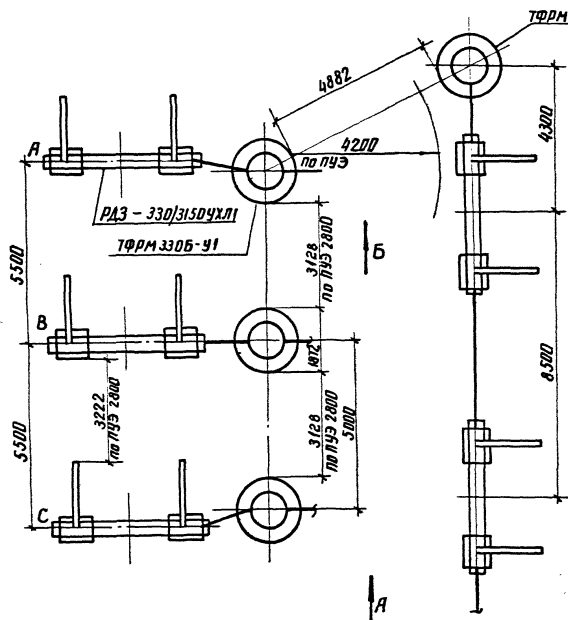 ТФРМ
4882
4300
А
4200
по ПУЭ
РДЗ - 330/3150УХЛ1
ТФРМ 330Б-У1
5500
3128
по ПУЭ 2800
Б
В
1872
8500
3222
по ПУЭ 2800
5500
3128
по ПУЭ 2800
5000
С
А